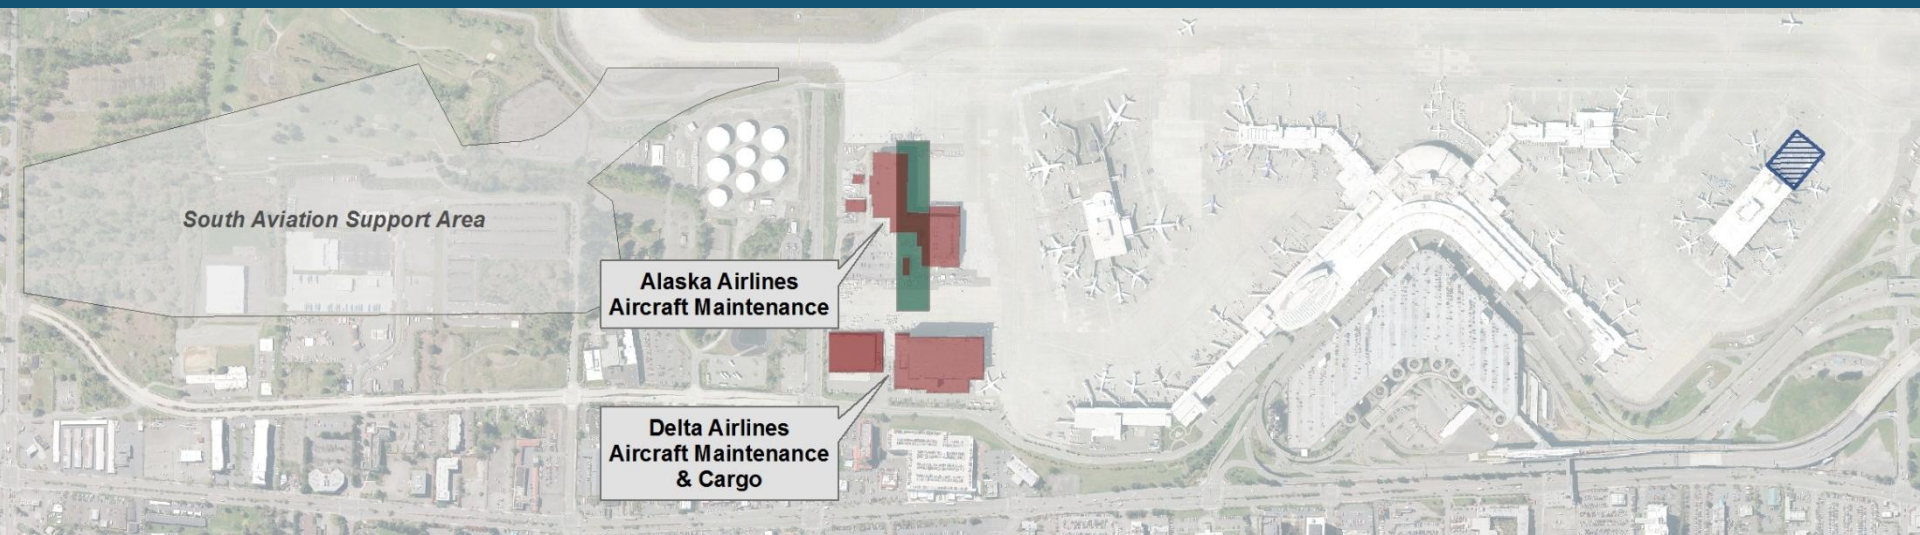 South Aviation Support Area
Alaska Airlines
Aircraft Maintenance
Delta Airlines
Aircraft Maintenance
& Cargo